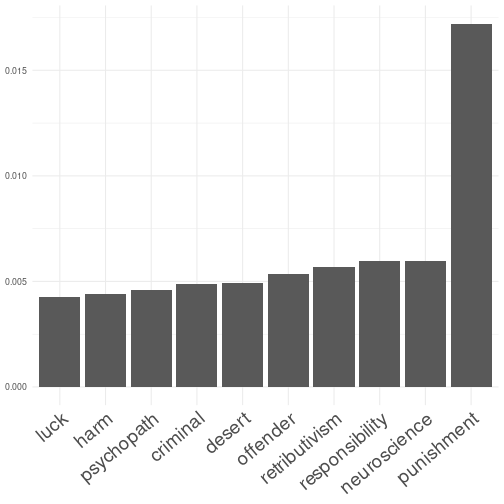 0.015
0.010
0.005
0.000
luck
harm
psychopath
criminal
desert
offender
retributivism
responsibility
neuroscience
punishment